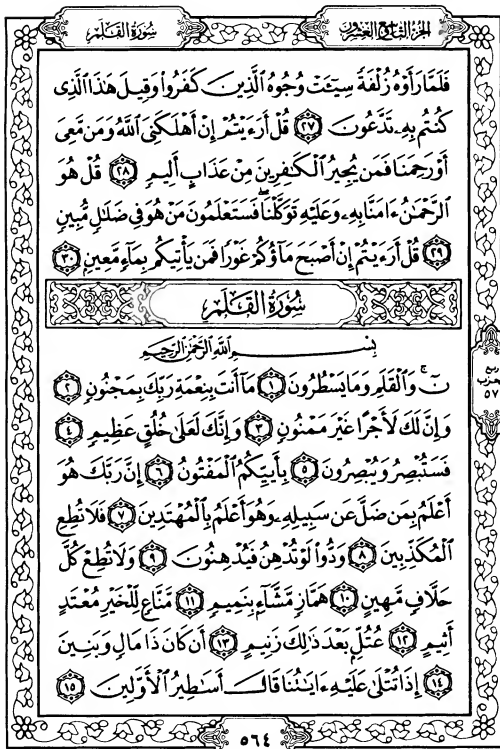 الجزء التاسع والعشرون
سُورَةُ القَلَمِ
فَلَمَّا رَأَوْهُ زُلْفَةً سِيٓـَٔتْ وُجُوهُ ٱلَّذِينَ كَفَرُوا۟ وَقِيلَ هَـٰذَا ٱلَّذِى
كُنتُم بِهِۦ تَدَّعُونَ ٢٧ قُلْ أَرَءَيْتُمْ إِنْ أَهْلَكَنِىَ ٱللَّهُ وَمَن مَّعِىَ
أَوْ رَحِمَنَا فَمَن يُجِيرُ ٱلْكَـٰفِرِينَ مِنْ عَذَابٍ أَلِيمٍ ٢٨ قُلْ هُوَ
ٱلرَّحْمَـٰنُ ءَامَنَّا بِهِۦ وَعَلَيْهِ تَوَكَّلْنَا ۖ فَسَتَعْلَمُونَ مَنْ هُوَ فِى ضَلَـٰلٍ مُّبِينٍ
٢٩ قُلْ أَرَءَيْتُمْ إِنْ أَصْبَحَ مَآؤُكُمْ غَوْرًا فَمَن يَأْتِيكُم بِمَآءٍ مَّعِينٍ ٣٠
سُورَةُ القَلَمِ
بِسْمِ ٱللَّهِ ٱلرَّحْمَـٰنِ ٱلرَّحِيمِ
نٓ ۚ وَٱلْقَلَمِ وَمَا يَسْطُرُونَ ١ مَآ أَنتَ بِنِعْمَةِ رَبِّكَ بِمَجْنُونٍ ٢
وَإِنَّ لَكَ لَأَجْرًا غَيْرَ مَمْنُونٍ ٣ وَإِنَّكَ لَعَلَىٰ خُلُقٍ عَظِيمٍ ٤
فَسَتُبْصِرُ وَيُبْصِرُونَ ٥ بِأَييِّكُمُ ٱلْمَفْتُونُ ٦ إِنَّ رَبَّكَ هُوَ
أَعْلَمُ بِمَن ضَلَّ عَن سَبِيلِهِۦ وَهُوَ أَعْلَمُ بِٱلْمُهْتَدِينَ ٧ فَلَا تُطِعِ
ٱلْمُكَذِّبِينَ ٨ وَدُّوا۟ لَوْ تُدْهِنُ فَيُدْهِنُونَ ٩ وَلَا تُطِعْ كُلَّ
حَلَّافٍ مَّهِينٍ ١٠ هَمَّازٍ مَّشَّآءٍۭ بِنَمِيمٍ ١١ مَّنَّاعٍ لِّلْخَيْرِ مُعْتَدٍ
أَثِيمٍ ١٢ عُتُلٍّۭ بَعْدَ ذَٰلِكَ زَنِيمٍ ١٣ أَن كَانَ ذَا مَالٍ وَبَنِينَ
١٤ إِذَا تُتْلَىٰ عَلَيْهِ ءَايَـٰتُنَا قَالَ أَسَـٰطِيرُ ٱلْأَوَّلِينَ ١٥
ربع
حزب
٥٧
٥٦٤